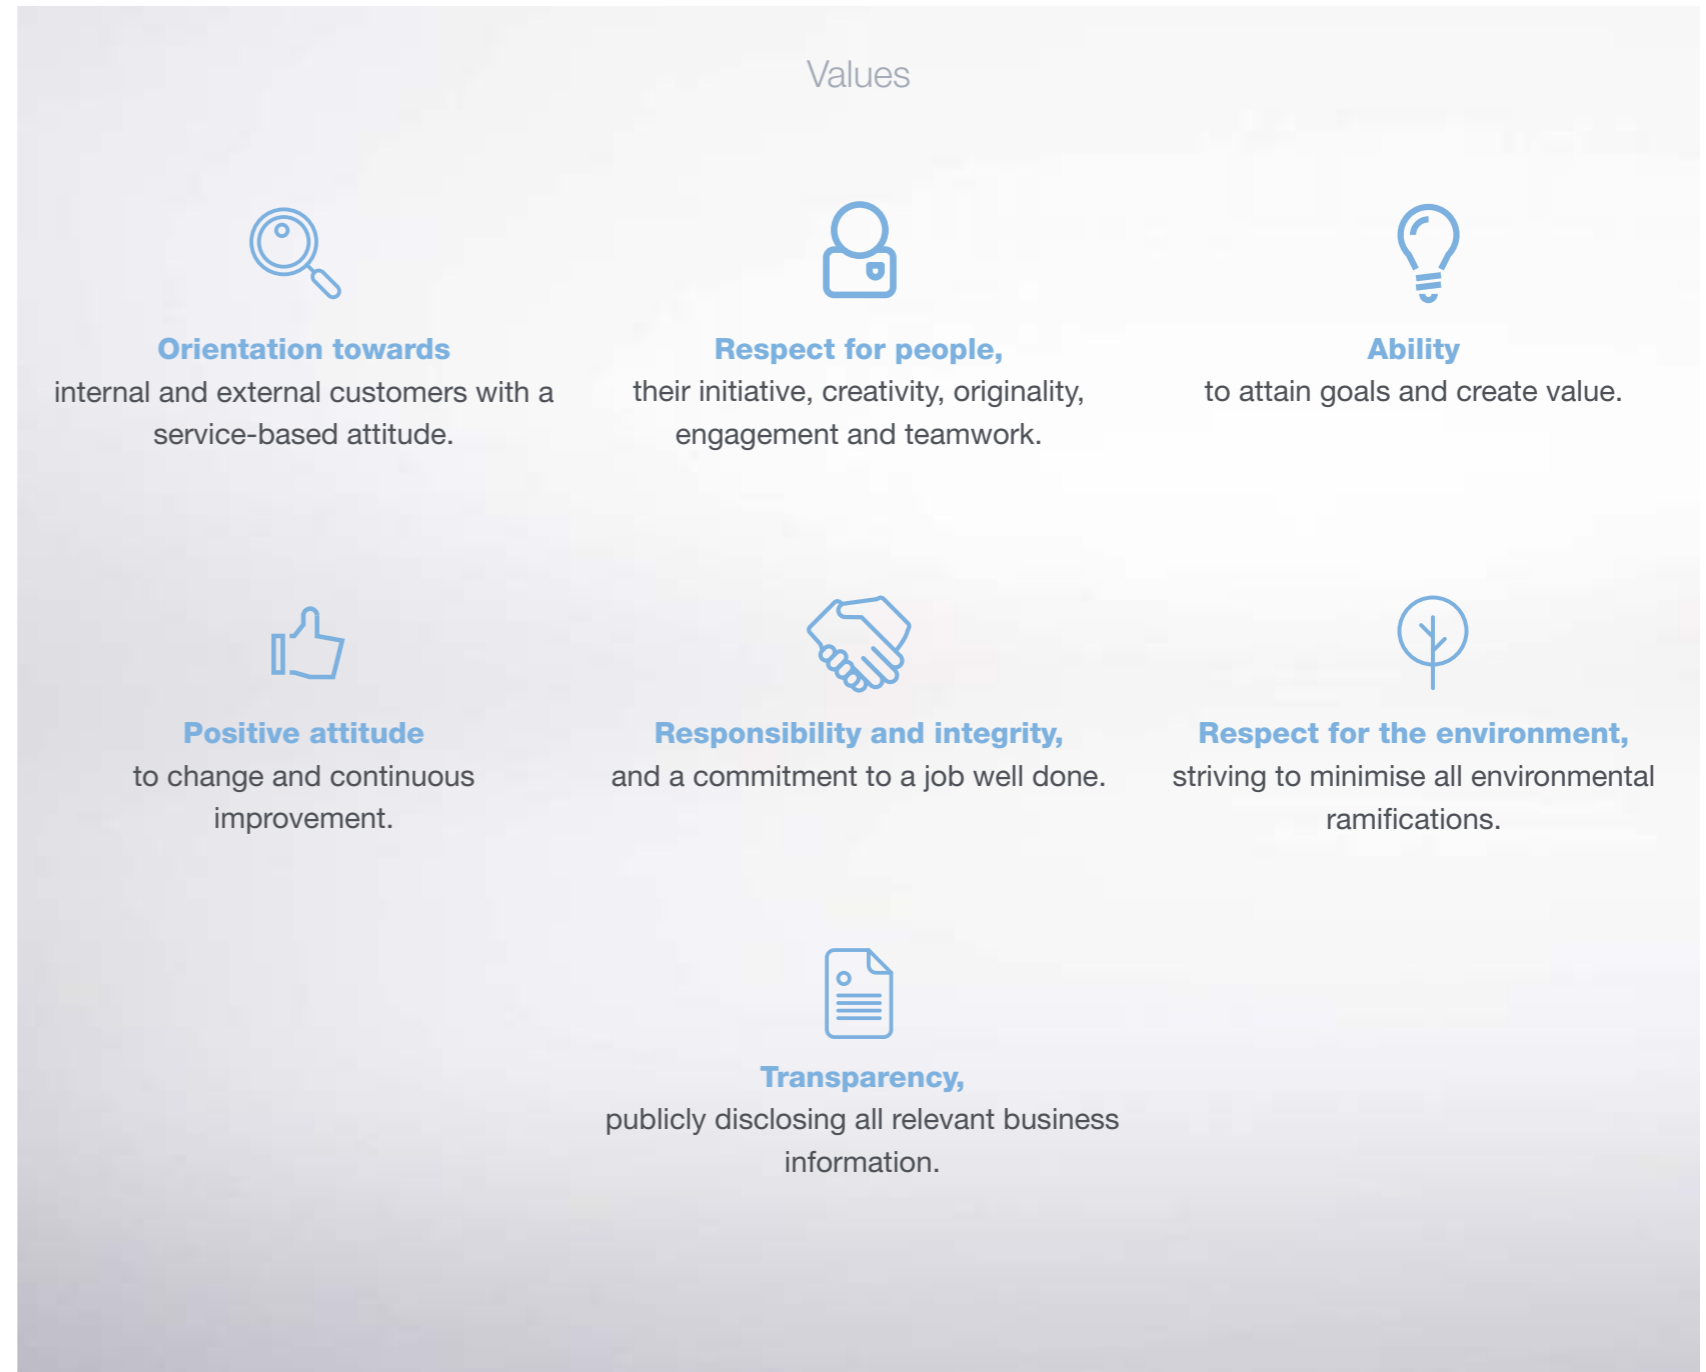 Values
Orientation towards
internal and external customers with a
service-based attitude.
Respect for people,
their initiative, creativity, originality,
engagement and teamwork.
Ability
to attain goals and create value.
Positive attitude
to change and continuous
improvement.
Responsibility and integrity,
and a commitment to a job well done.
Respect for the environment,
striving to minimise all environmental
ramifications.
Transparency,
publicly disclosing all relevant business
information.